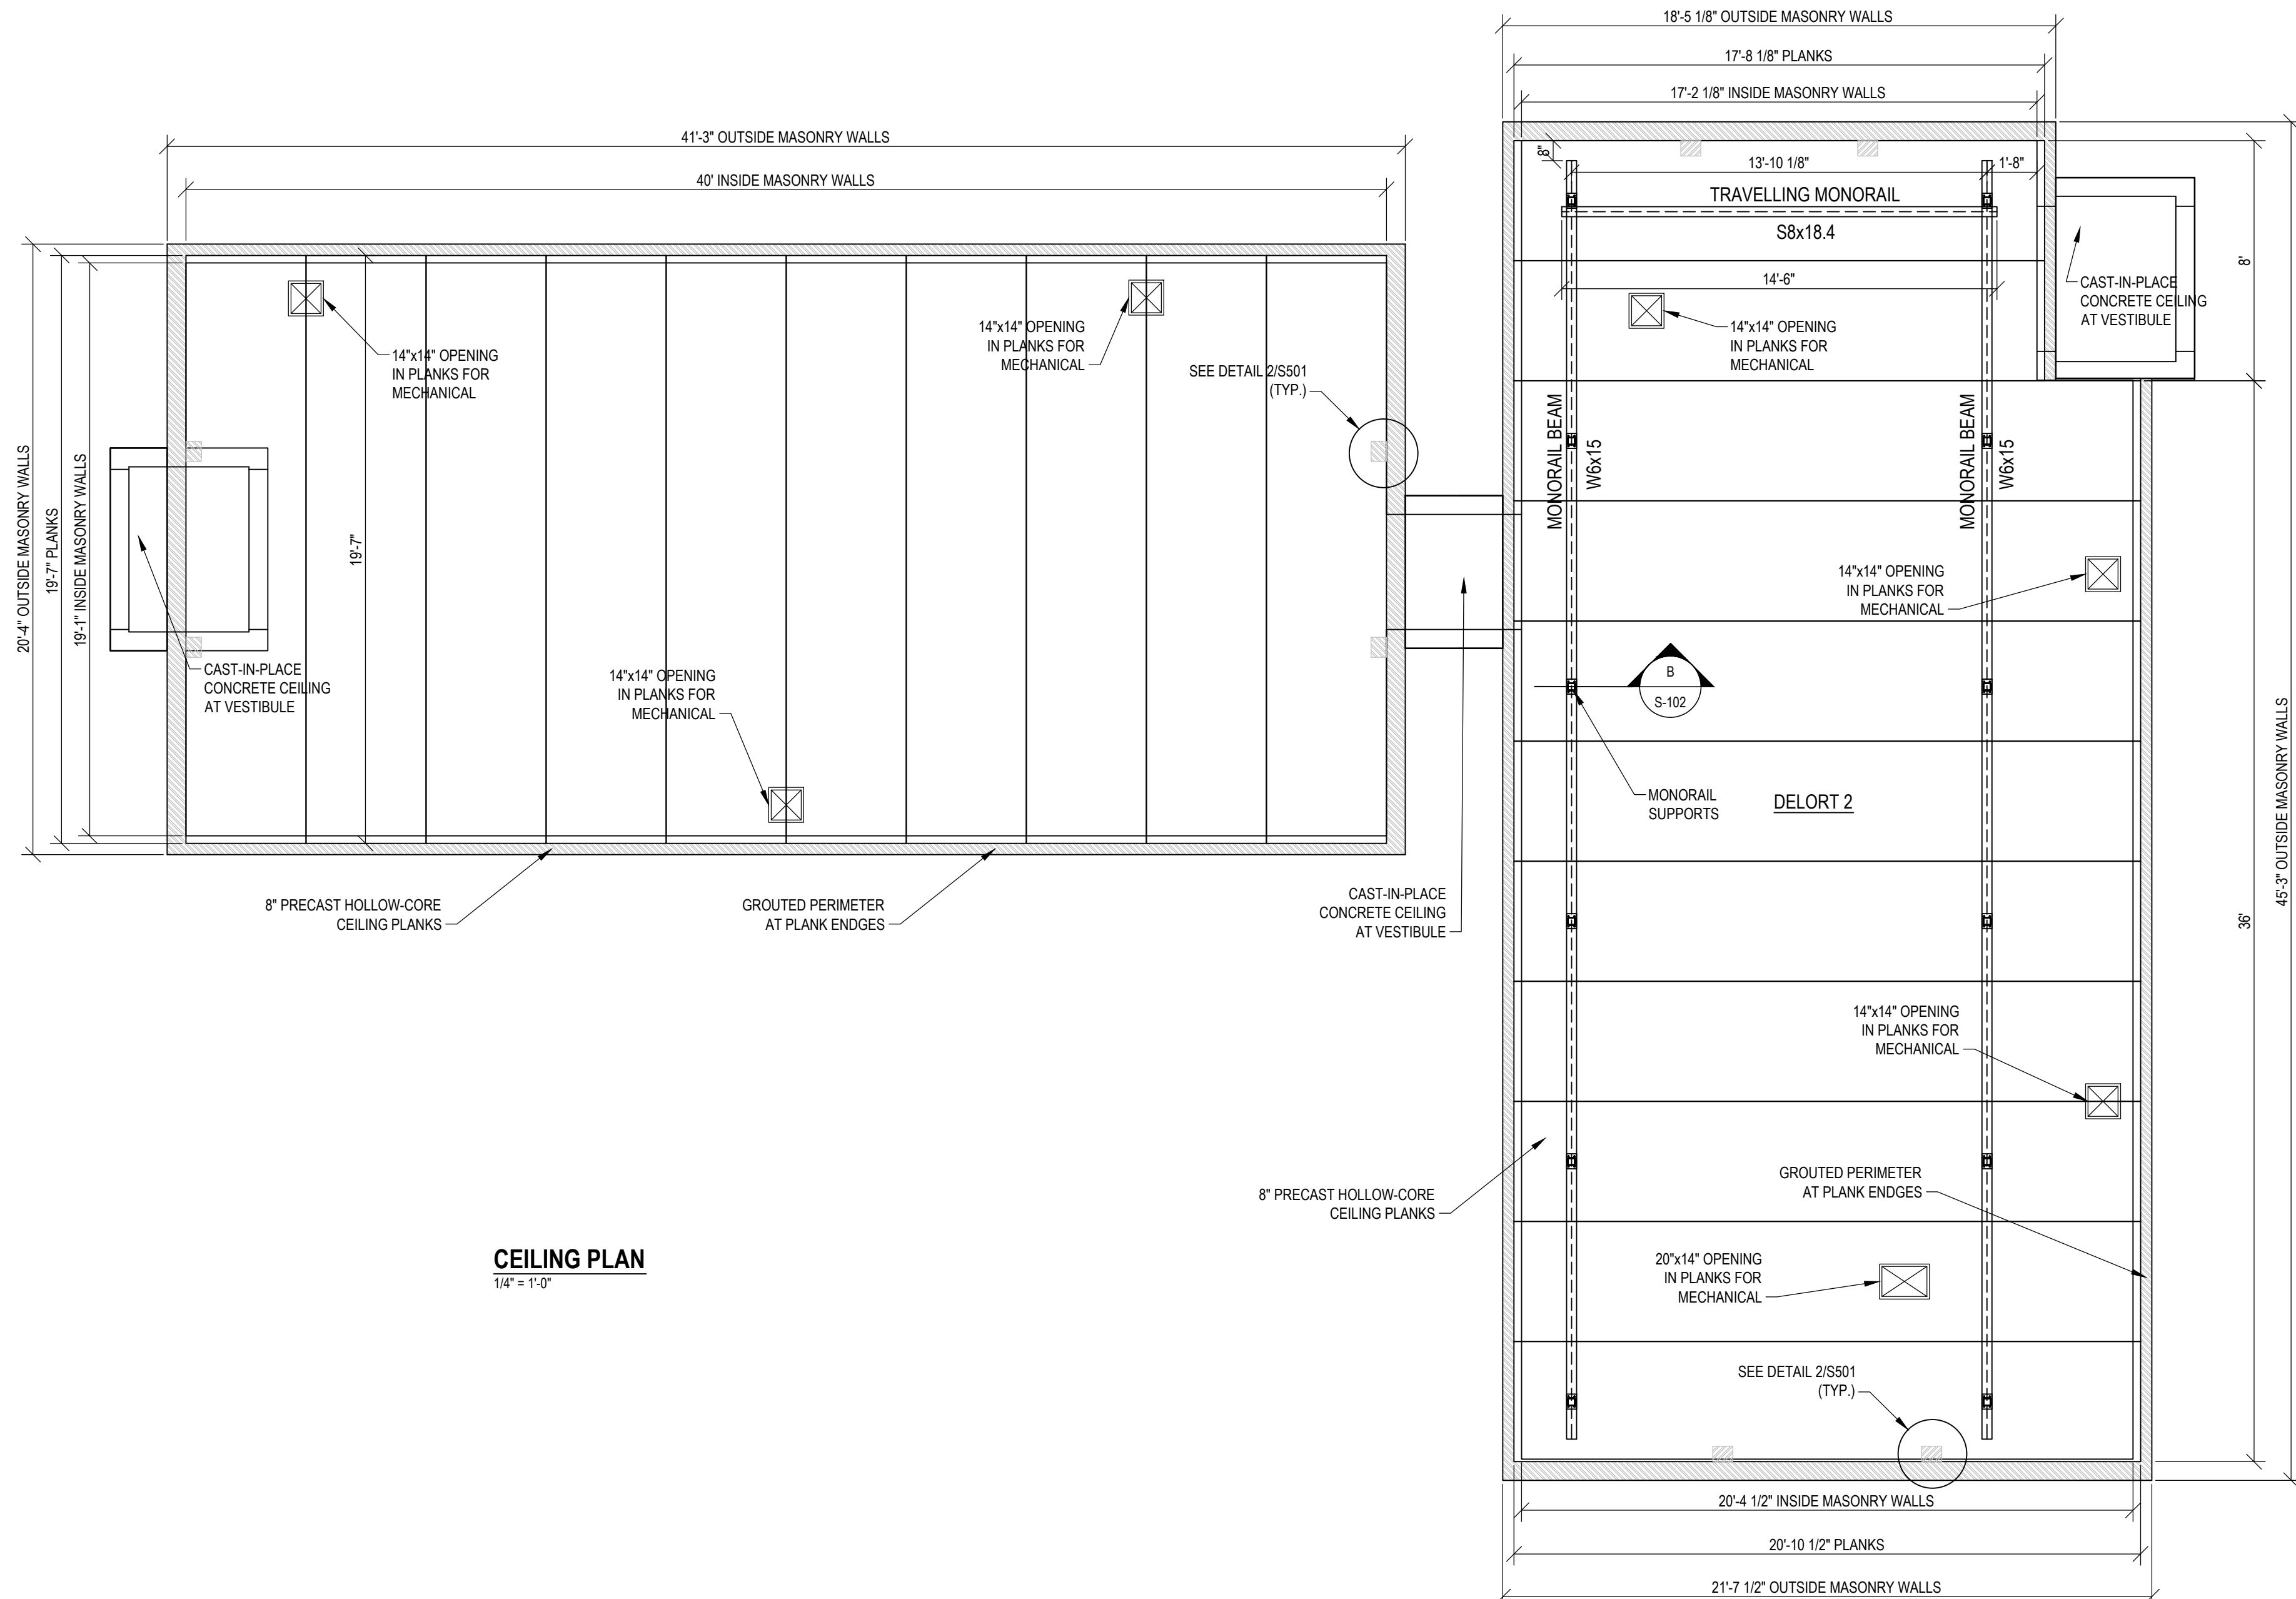 18'-5 1/8" OUTSIDE MASONRY WALLS
17'-8 1/8" PLANKS
17'-2 1/8" INSIDE MASONRY WALLS
41'-3" OUTSIDE MASONRY WALLS
40' INSIDE MASONRY WALLS
8"
13'-10 1/8"
1'-8"
TRAVELLING MONORAIL
S8x18.4
14'-6"
8'
CAST-IN-PLACE
CONCRETE CEILING
AT VESTIBULE
14"x14" OPENING
IN PLANKS FOR
MECHANICAL
14"x14" OPENING
IN PLANKS FOR
MECHANICAL
14"x14" OPENING
IN PLANKS FOR
MECHANICAL
SEE DETAIL 2/S501
(TYP.)
MONORAIL BEAM
W6x15
MONORAIL BEAM
W6x15
20'-4" OUTSIDE MASONRY WALLS
19'-7" PLANKS
19'-1" INSIDE MASONRY WALLS
19'-7"
14"x14" OPENING
IN PLANKS FOR
MECHANICAL
CAST-IN-PLACE
CONCRETE CEILING
AT VESTIBULE
14"x14" OPENING
IN PLANKS FOR
MECHANICAL
B
S-102
MONORAIL
SUPPORTS
DELORT 2
45'-3" OUTSIDE MASONRY WALLS
36'
8" PRECAST HOLLOW-CORE
CEILING PLANKS
GROUTED PERIMETER
AT PLANK ENDGES
CAST-IN-PLACE
CONCRETE CEILING
AT VESTIBULE
14"x14" OPENING
IN PLANKS FOR
MECHANICAL
8" PRECAST HOLLOW-CORE
CEILING PLANKS
GROUTED PERIMETER
AT PLANK ENDGES
20"x14" OPENING
IN PLANKS FOR
MECHANICAL
CEILING PLAN
1/4" = 1'-0"
SEE DETAIL 2/S501
(TYP.)
20'-4 1/2" INSIDE MASONRY WALLS
20'-10 1/2" PLANKS
21'-7 1/2" OUTSIDE MASONRY WALLS